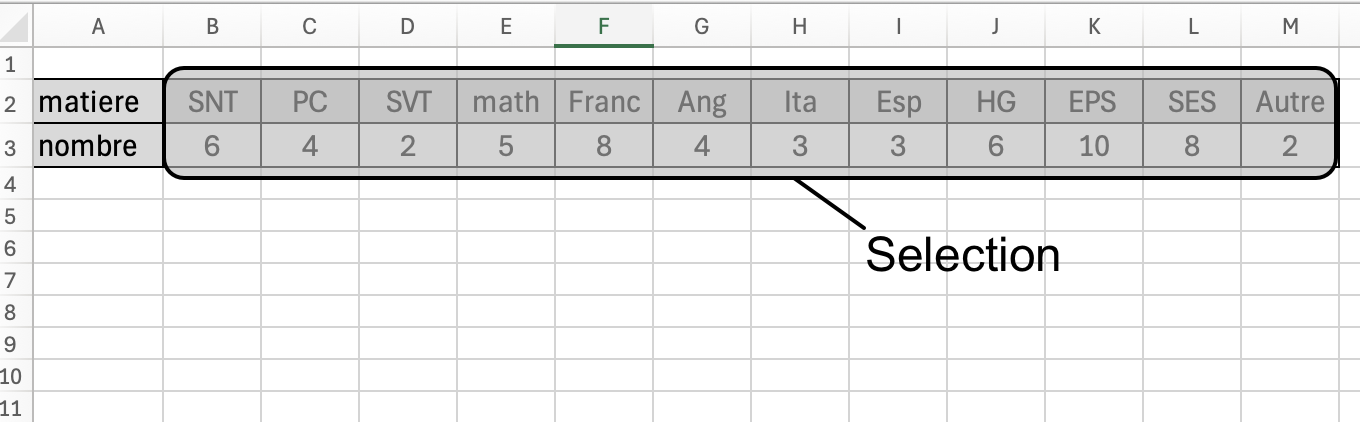 A B C D E F G H I J K L M
1
2 matiere SNT PC SVT math Franc Ang Ita Esp HG EPS SES Autre
3 nombre 6 4 2 5 8 4 3 3 6 10 8 2
4
5
6 Selection
7
8
9
10
11